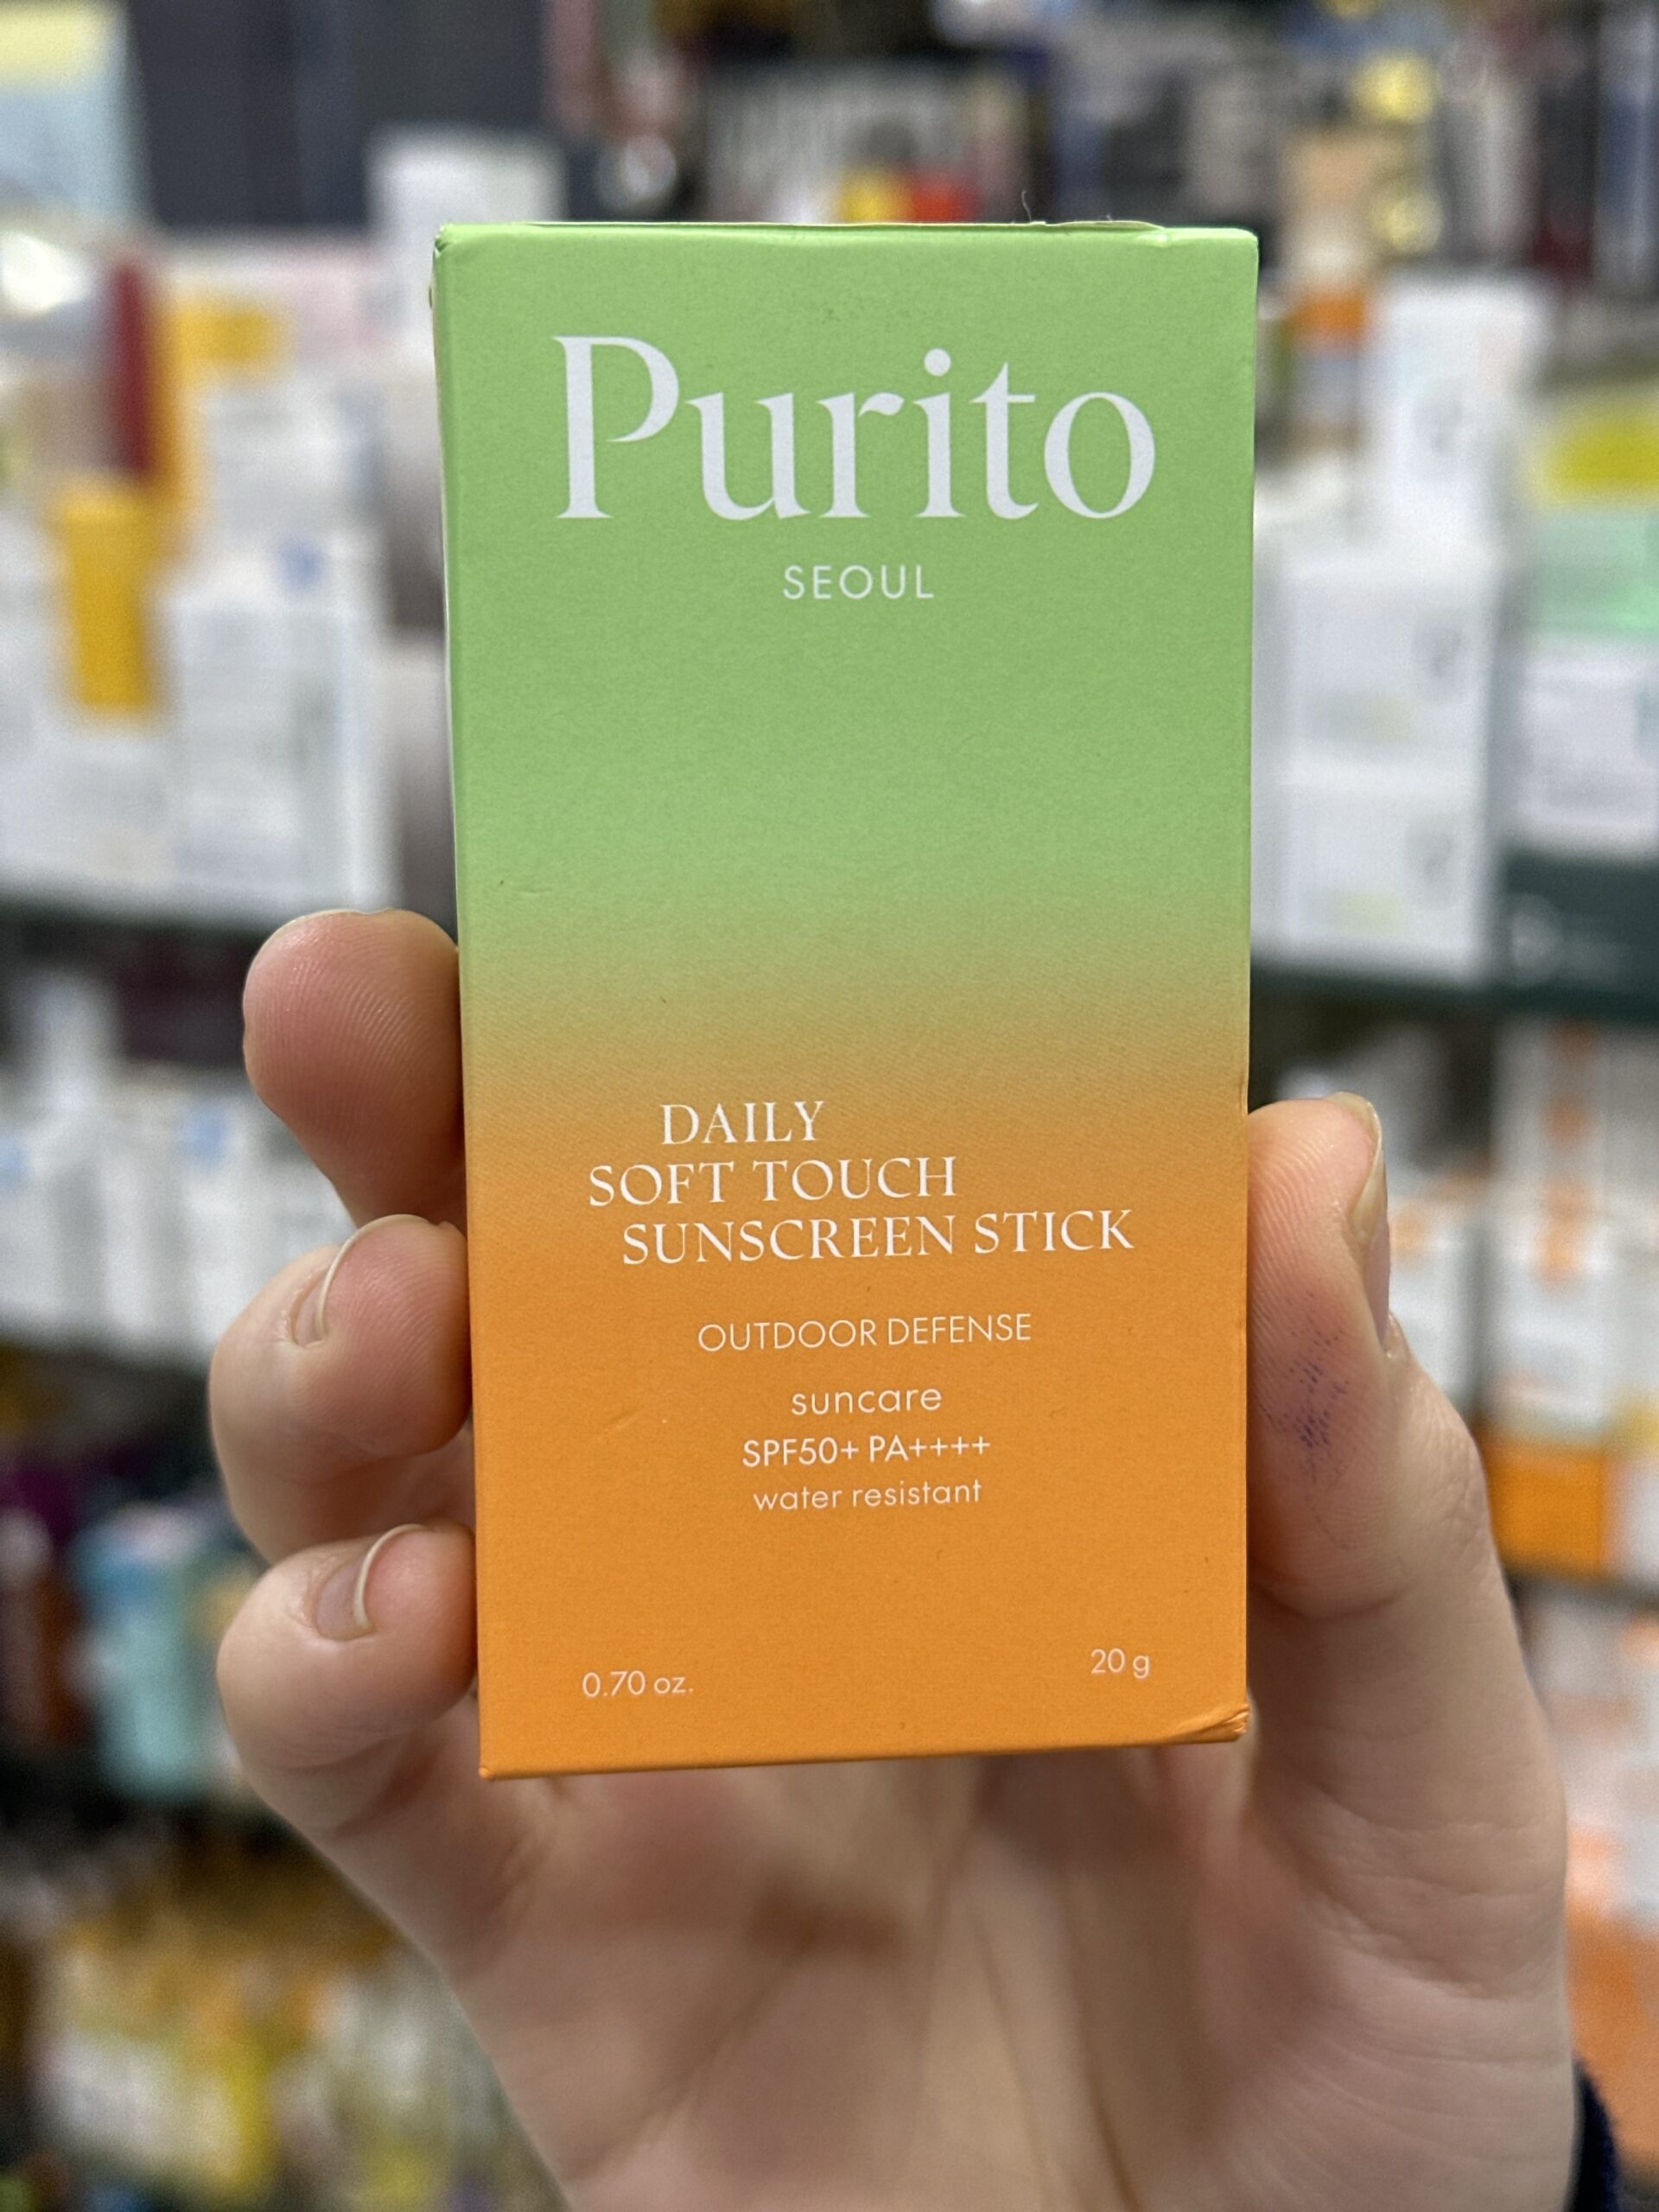 Purito
SEOUL
DAILY
SOFT TOUCH
SUNSCREEN STICK
OUTDOOR DEFENSE
suncare
SPF50+ PA++++
water resistant
0.70 oz.
20 g